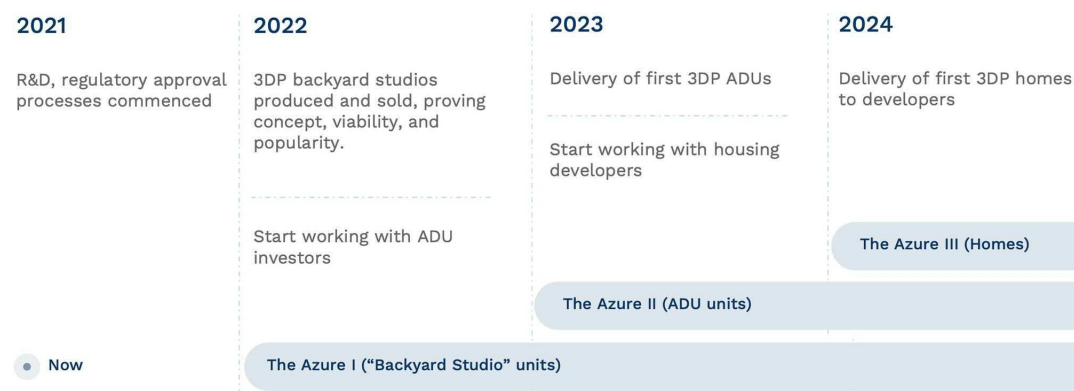 2021
R&D, regulatory approval
processes commenced
2022
3DP backyard studios
produced and sold, proving
concept, viability, and
popularity.
Start working with ADU
investors
2023
Delivery of first 3DP ADUs
Start working with housing
developers
2024
Delivery of first 3DP homes
to developers
The Azure III (Homes)
The Azure II (ADU units)
Now
The Azure I (“Backyard Studio” units)